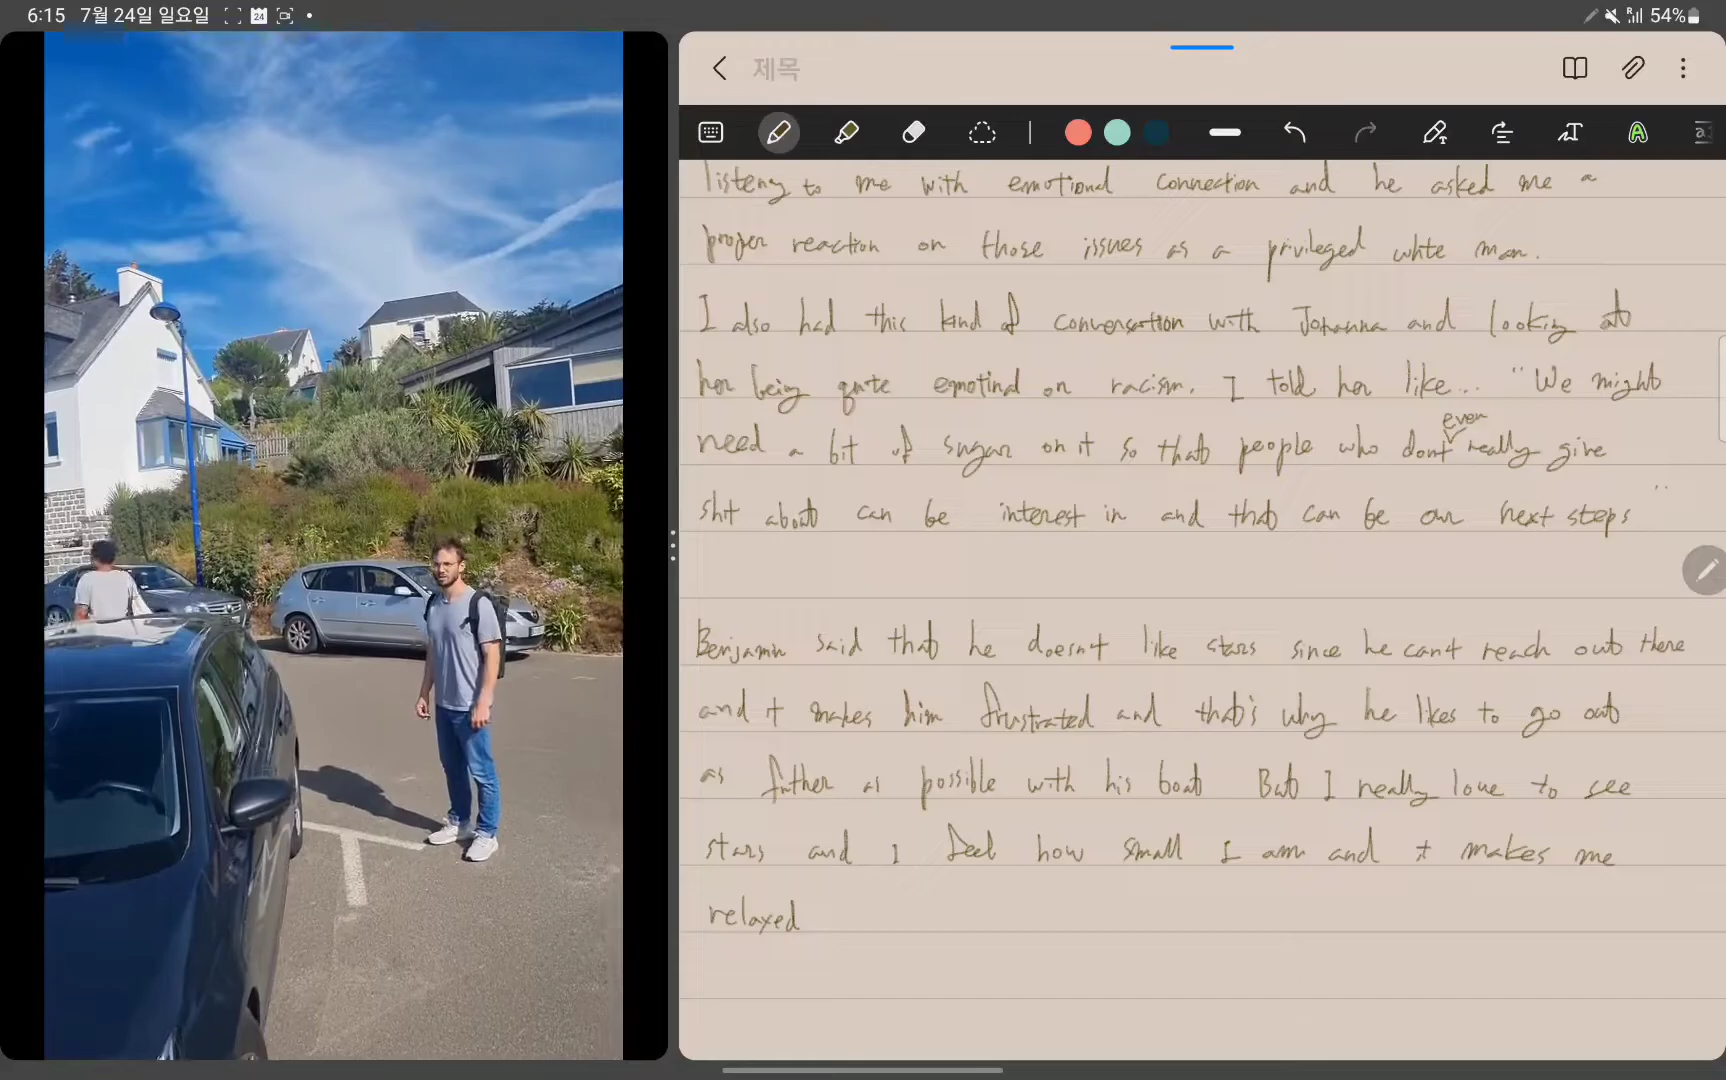 6:15 7월 24일 일요일 24 54%
제목
listeng to me with emotional connection and he asked me a
proper reaction on those issues as a privileged white man.
I also had this kind of conversation with Johanna and looking at
her being quite emotinal on racism. I told her like... "We might
even
need a bit of sugar on it so that people who don't really give
shit about can be interest in and that can be our next steps "
Benjamin said that he doesn't like stars since he can't reach out there
and it makes him frustrated and that's why he likes to go out
as futher as possible with his boat But I really love to see
stars and I feel how small I am and it makes me
relaxed